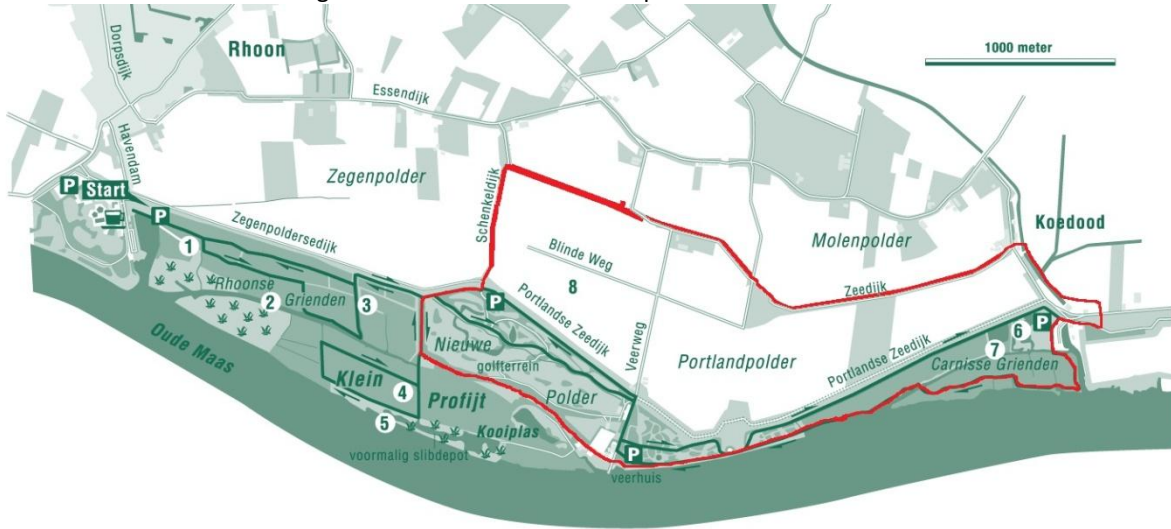 Dorpsdijk
Rhoon
1000 meter
Essendijk
Havendam
P
Start
P
Zegenpolder
Schenkeldijk
Koedood
Zegenpoldersedijk
Molenpolder
1
Blinde Weg
Rhoonse
Grienden
2
3
8
Zeedijk
P
Portlandse Zeedijk
Veerweg
Oude Maas
Nieuwe
golfterrein
Portlandpolder
Portlandse Zeedijk
6
P
7
Carnisse Grienden
Klein
4
Profijt
Polder
5
Kooiplas
voormalig slibdepot
P
veerhuis